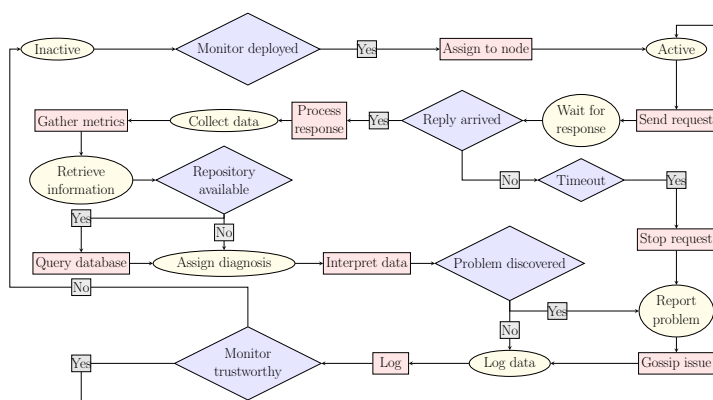 Inactive
Monitor deployed
Yes
Assign to node
Active
Gather metrics
Collect data
Process
response
Yes
Reply arrived
Wait for
response
Send request
Retrieve
information
Repository
available
No
Timeout
Yes
Yes
No
Query database
Assign diagnosis
Interpret data
Problem discovered
Stop request
No
Yes
Report
problem
No
Yes
Monitor
trustworthy
Log
Log data
Gossip issue